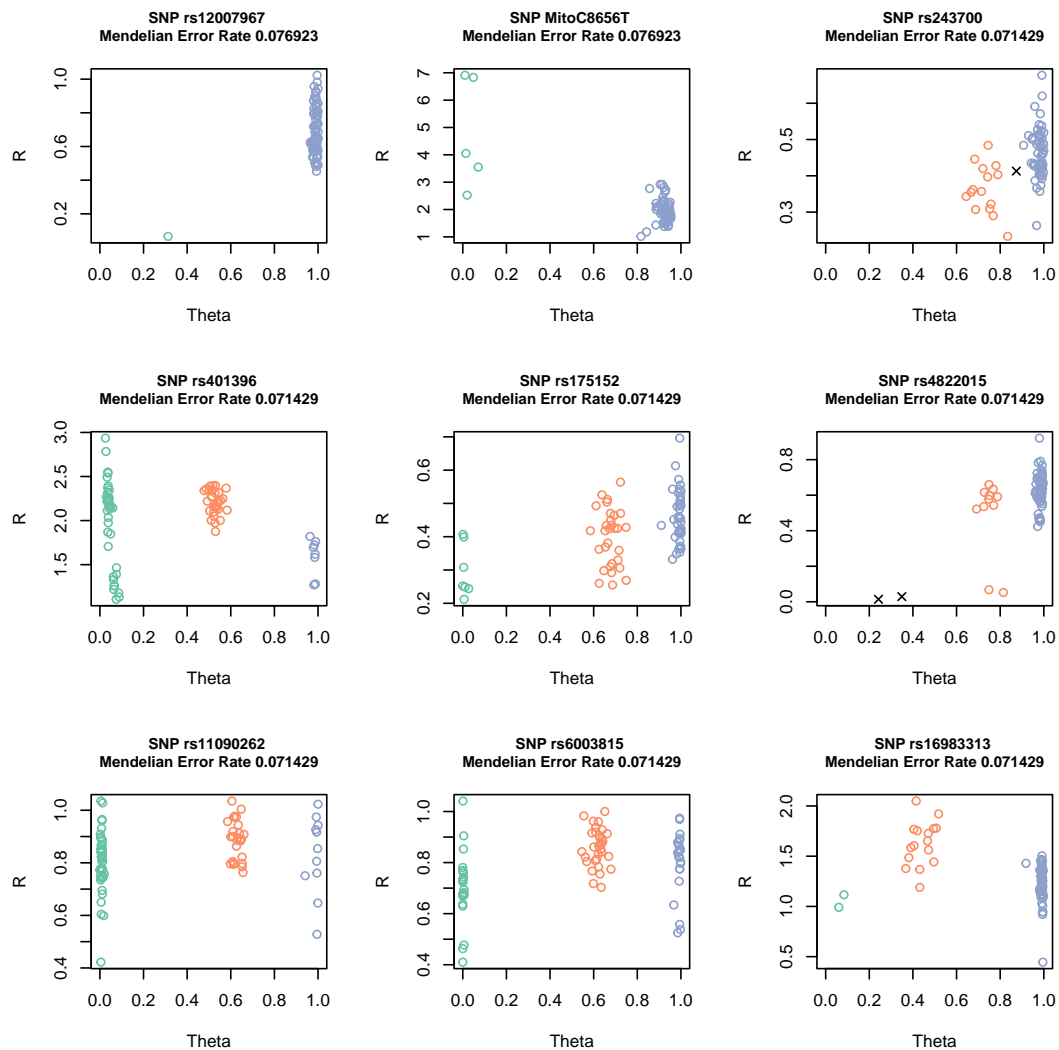 SNP rs12007967
Mendelian Error Rate 0.076923
R
0.2 0.6 1.0
0.0 0.2 0.4 0.6 0.8 1.0
Theta
SNP MitoC8656T
Mendelian Error Rate 0.076923
R
1 2 3 4 5 6 7
0.0 0.2 0.4 0.6 0.8 1.0
Theta
SNP rs243700
Mendelian Error Rate 0.071429
R
0.3 0.5
0.0 0.2 0.4 0.6 0.8 1.0
Theta
SNP rs401396
Mendelian Error Rate 0.071429
R
1.5 2.0 2.5 3.0
0.0 0.2 0.4 0.6 0.8 1.0
Theta
SNP rs175152
Mendelian Error Rate 0.071429
R
0.2 0.4 0.6
0.0 0.2 0.4 0.6 0.8 1.0
Theta
SNP rs4822015
Mendelian Error Rate 0.071429
R
0.0 0.4 0.8
0.0 0.2 0.4 0.6 0.8 1.0
Theta
SNP rs11090262
Mendelian Error Rate 0.071429
R
0.4 0.6 0.8 1.0
0.0 0.2 0.4 0.6 0.8 1.0
Theta
SNP rs6003815
Mendelian Error Rate 0.071429
R
0.4 0.6 0.8 1.0
0.0 0.2 0.4 0.6 0.8 1.0
Theta
SNP rs16983313
Mendelian Error Rate 0.071429
R
0.5 1.0 1.5 2.0
0.0 0.2 0.4 0.6 0.8 1.0
Theta